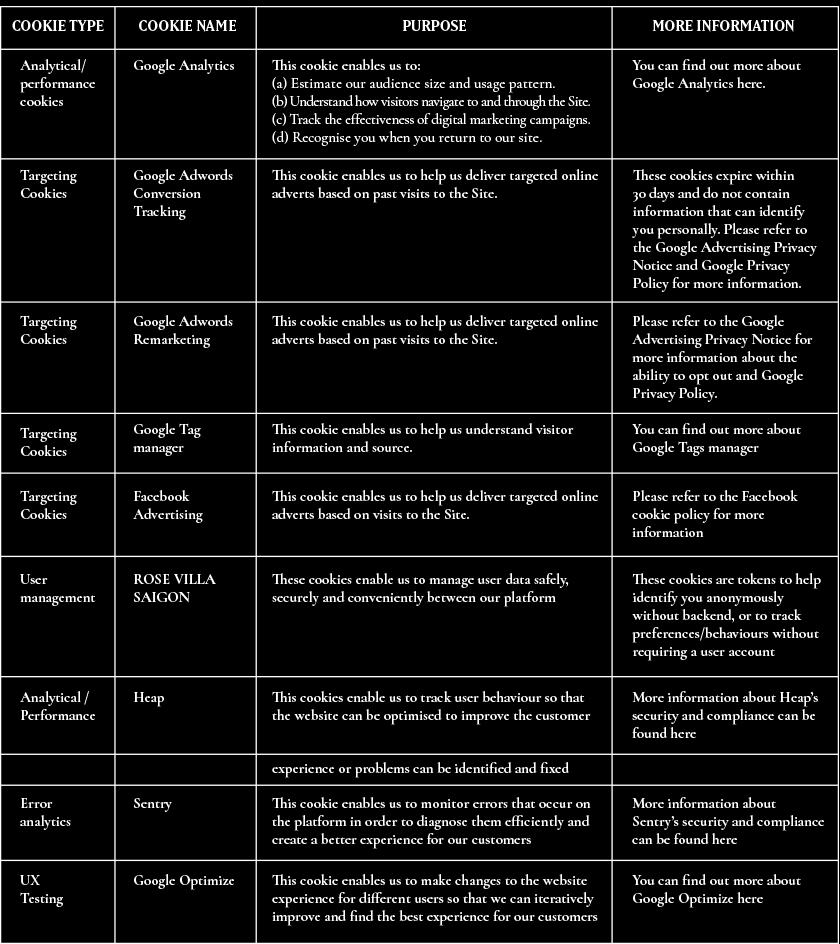 COOKIE TYPE
COOKIE NAME
PURPOSE
MORE INFORMATION
Analytical/
performance
cookies
Google Analytics
This cookie enables us to:
(a) Estimate our audience size and usage pattern.
(b) Understand how visitors navigate to and through the Site.
(c) Track the effectiveness of digital marketing campaigns.
(d) Recognise you when you return to our site.
You can find out more about
Google Analytics here.
Targeting
Cookies
Google Adwords
Conversion
Tracking
This cookie enables us to help us deliver targeted online
adverts based on past visits to the Site.
These cookies expire within
30 days and do not contain
information that can identify
you personally. Please refer to
the Google Advertising Privacy
Notice and Google Privacy
Policy for more information.
Targeting
Cookies
Google Adwords
Remarketing
This cookie enables us to help us deliver targeted online
adverts based on past visits to the Site.
Please refer to the Google
Advertising Privacy Notice for
more information about the
ability to opt out and Google
Privacy Policy.
Targeting
Cookies
Google Tag
manager
This cookie enables us to help us understand visitor
information and source.
You can find out more about
Google Tags manager
Targeting
Cookies
Facebook
Advertising
This cookie enables us to help us deliver targeted online
adverts based on visits to the Site.
Please refer to the Facebook
cookie policy for more
information
User
management
ROSE VILLA
SAIGON
These cookies enable us to manage user data safely,
securely and conveniently between our platform
These cookies are tokens to help
identify you anonymously
without backend, or to track
preferences/behaviours without
requiring a user account
Analytical /
Performance
Heap
This cookies enable us to track user behaviour so that
the website can be optimised to improve the customer
More information about Heap's
security and compliance can be
found here
experience or problems can be identified and fixed
Error
analytics
Sentry
This cookie enables us to monitor errors that occur on
the platform in order to diagnose them efficiently and
create a better experience for our customers
More information about
Sentry's security and compliance
can be found here
UX
Testing
Google Optimize
This cookie enables us to make changes to the website
experience for different users so that we can iteratively
improve and find the best experience for our customers
You can find out more about
Google Optimize here